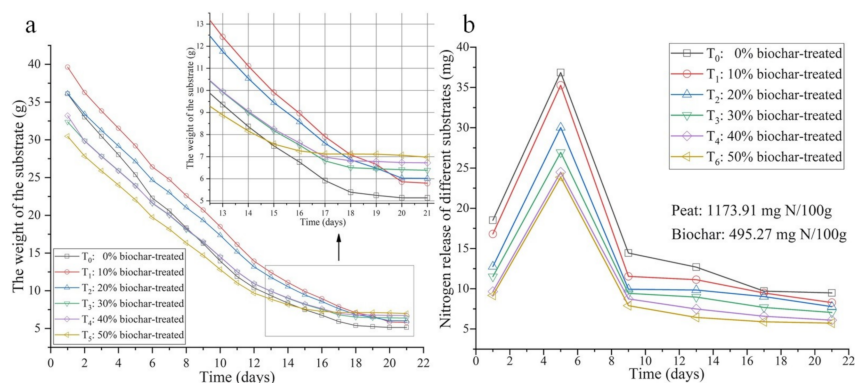 a
The weight of the substrate (g)
40
35
30
25
20
15
10
5
0 2 4 6 8 10 12 14 16 18 20 22
Time (days)
T0: 0% biochar-treated
T1: 10% biochar-treated
T2: 20% biochar-treated
T3: 30% biochar-treated
T4: 40% biochar-treated
T5: 50% biochar-treated
The weight of the substrate (g)
13
12
11
10
9
8
7
6
5
13 14 15 16 17 18 19 20 21
Time (days)
b
Nitrogen release of different substrates (mg)
40
35
30
25
20
15
10
5
0
0 2 4 6 8 10 12 14 16 18 20 22
Time (days)
T0: 0% biochar-treated
T1: 10% biochar-treated
T2: 20% biochar-treated
T3: 30% biochar-treated
T4: 40% biochar-treated
T6: 50% biochar-treated
Peat: 1173.91 mg N/100g
Biochar: 495.27 mg N/100g